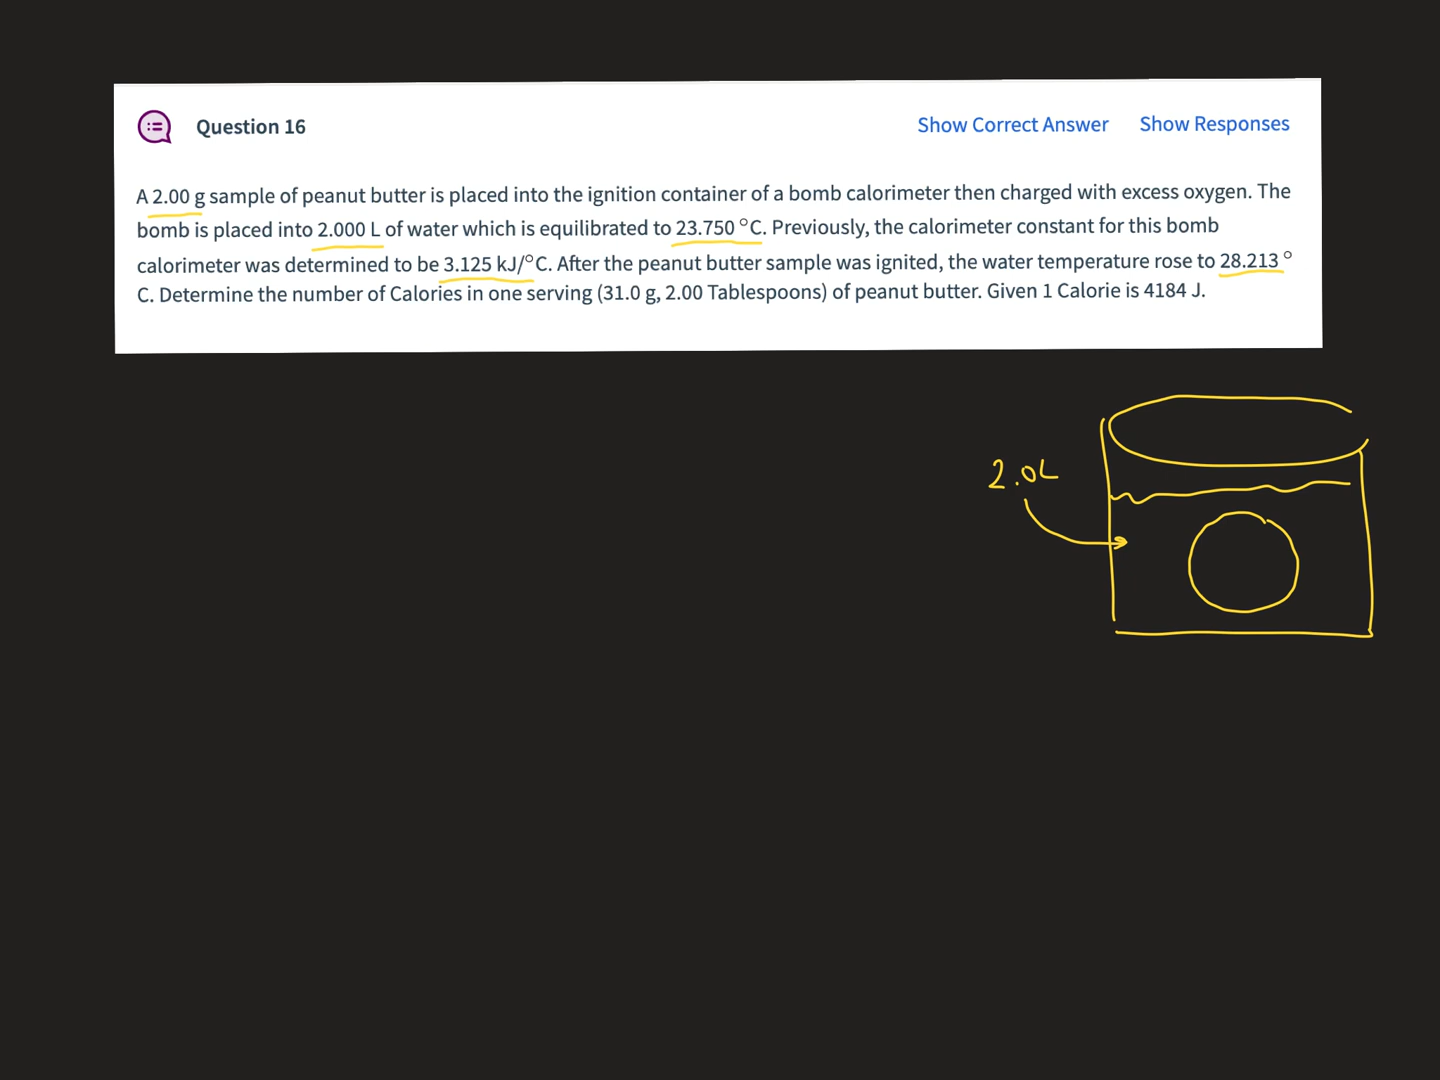 Question 16
Show Correct Answer
Show Responses
A 2.00 g sample of peanut butter is placed into the ignition container of a bomb calorimeter then charged with excess oxygen. The
bomb is placed into 2.000 L of water which is equilibrated to 23.750 °C. Previously, the calorimeter constant for this bomb
calorimeter was determined to be 3.125 kJ/°C. After the peanut butter sample was ignited, the water temperature rose to 28.213 °
C. Determine the number of Calories in one serving (31.0 g, 2.00 Tablespoons) of peanut butter. Given 1 Calorie is 4184 J.
2.0L